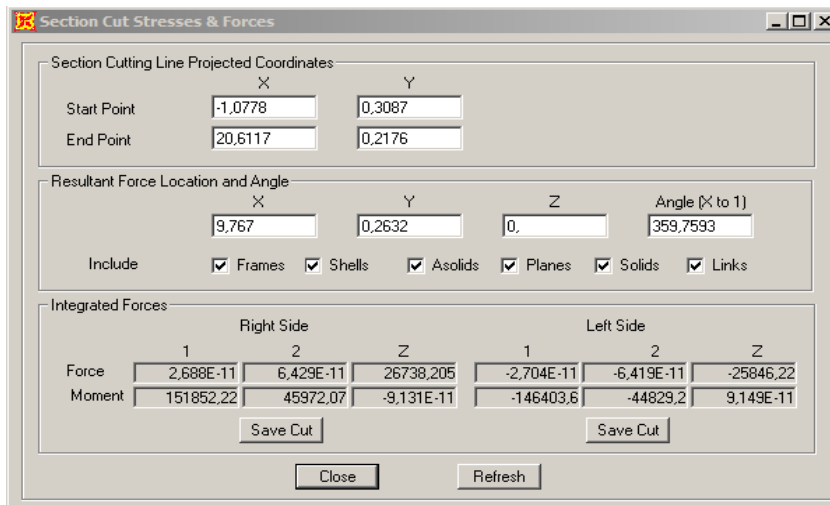 Section Cut Stresses & Forces
Section Cutting Line Projected Coordinates
X Y
Start Point -1,0778 0,3087
End Point 20,6117 0,2176
Resultant Force Location and Angle
X Y Z Angle (X to 1)
9,767 0,2632 0, 359,7593
Include Frames Shells Asolids Planes Solids Links
Integrated Forces
Right Side Left Side
1 2 Z 1 2 Z
Force 2,688E-11 6,429E-11 26738,205 -2,704E-11 -6,419E-11 -25846,22
Moment 151852,22 45972,07 -9,131E-11 -146403,6 -44829,2 9,149E-11
Save Cut Save Cut
Close Refresh